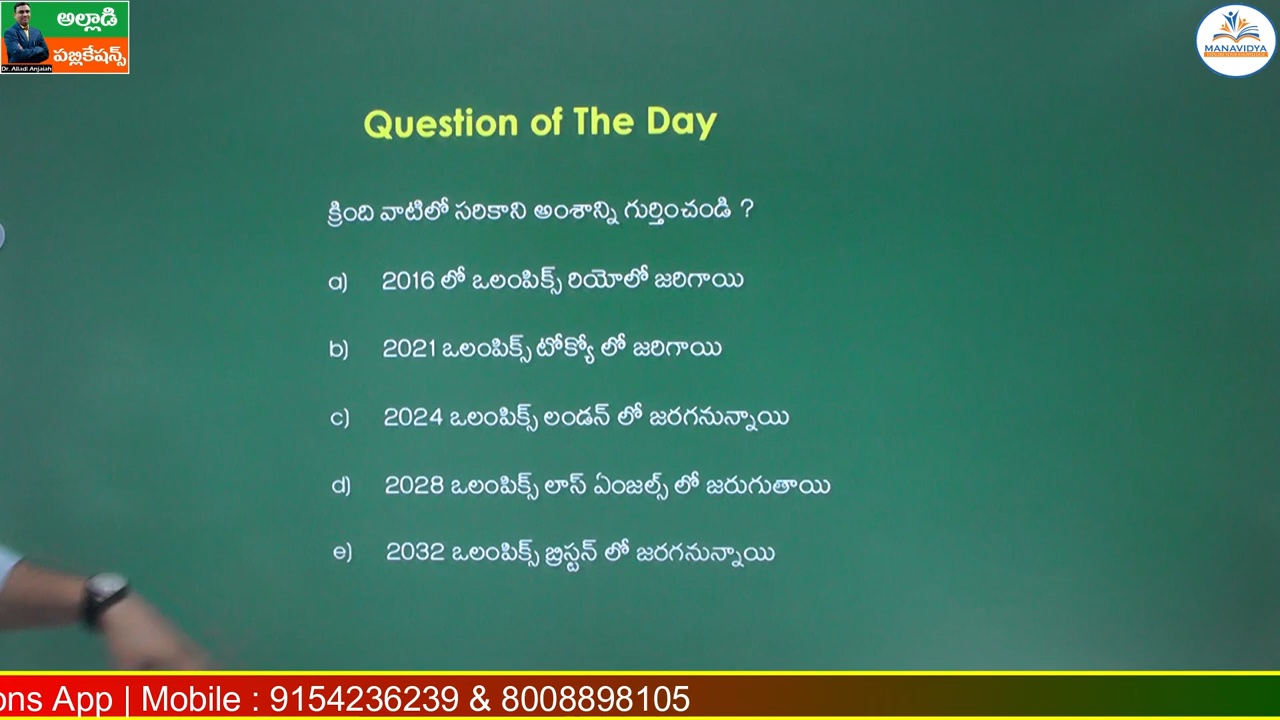 అల్లాడి
పబ్లికేషన్స్
Dr. Alladi Anjaiah
MANAVIDYA
Question of The Day
క్రింది వాటిలో సరికాని అంశాన్ని గుర్తించండి ?
a) 2016 లో ఒలంపిక్స్ రియోలో జరిగాయి
b) 2021 ఒలంపిక్స్ టోక్యో లో జరిగాయి
c) 2024 ఒలంపిక్స్ లండన్ లో జరగనున్నాయి
d) 2028 ఒలంపిక్స్ లాస్ ఏంజల్స్ లో జరుగుతాయి
e) 2032 ఒలంపిక్స్ బ్రిస్టన్ లో జరగనున్నాయి
ons App | Mobile : 9154236239 & 8008898105